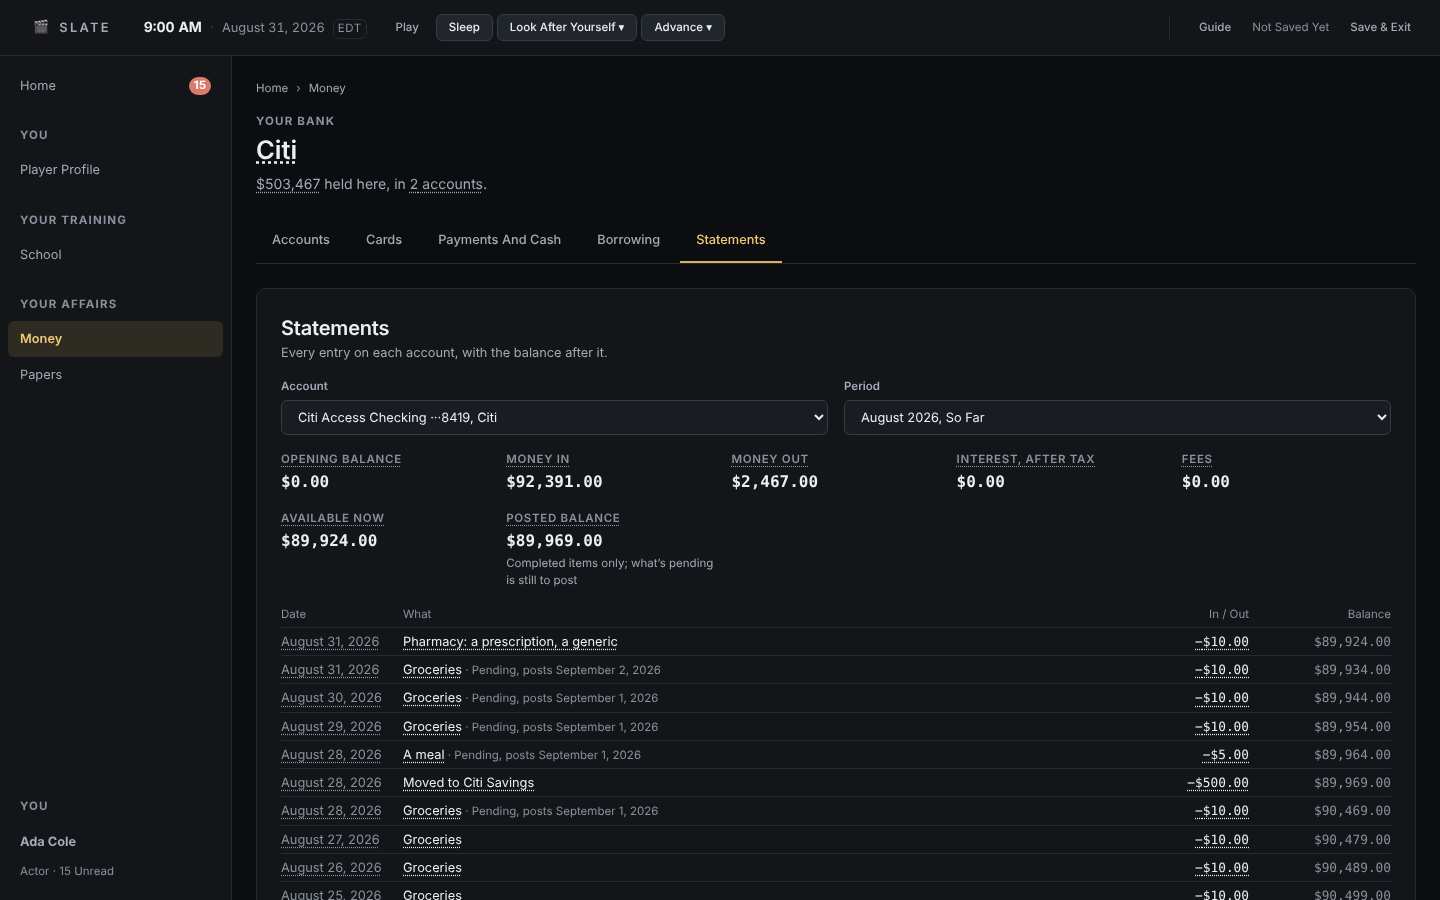 SLATE 9:00 AM · August 31, 2026 EDT Play Sleep Look After Yourself ▾ Advance ▾ Guide Not Saved Yet Save & Exit
Home 15
YOU
Player Profile
YOUR TRAINING
School
YOUR AFFAIRS
Money
Papers
YOU
Ada Cole
Actor · 15 Unread
Home › Money
YOUR BANK
Citi
$503,467 held here, in 2 accounts.
Accounts Cards Payments And Cash Borrowing Statements
Statements
Every entry on each account, with the balance after it.
Account Period
Citi Access Checking ···8419, Citi August 2026, So Far
OPENING BALANCE MONEY IN MONEY OUT INTEREST, AFTER TAX FEES
$0.00 $92,391.00 $2,467.00 $0.00 $0.00
AVAILABLE NOW POSTED BALANCE
$89,924.00 $89,969.00
Completed items only; what's pending
is still to post
Date What In / Out Balance
August 31, 2026 Pharmacy: a prescription, a generic −$10.00 $89,924.00
August 31, 2026 Groceries · Pending, posts September 2, 2026 −$10.00 $89,934.00
August 30, 2026 Groceries · Pending, posts September 1, 2026 −$10.00 $89,944.00
August 29, 2026 Groceries · Pending, posts September 1, 2026 −$10.00 $89,954.00
August 28, 2026 A meal · Pending, posts September 1, 2026 −$5.00 $89,964.00
August 28, 2026 Moved to Citi Savings −$500.00 $89,969.00
August 28, 2026 Groceries · Pending, posts September 1, 2026 −$10.00 $90,469.00
August 27, 2026 Groceries −$10.00 $90,479.00
August 26, 2026 Groceries −$10.00 $90,489.00
August 25, 2026 Groceries −$10.00 $90,499.00